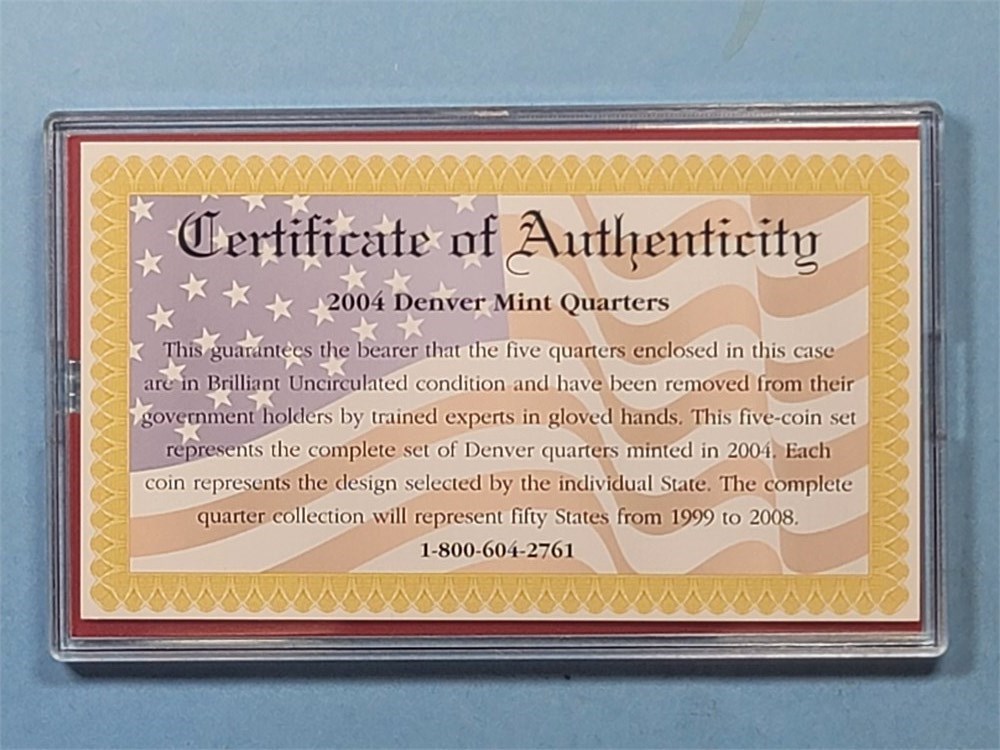 Certificate of Authenticity
2004 Denver Mint Quarters
This guarantees the bearer that the five quarters enclosed in this case
are in Brilliant Uncirculated condition and have been removed from their
government holders by trained experts in gloved hands. This five-coin set
represents the complete set of Denver quarters minted in 2004. Each
coin represents the design selected by the individual State. The complete
quarter collection will represent fifty States from 1999 to 2008.
1-800-604-2761